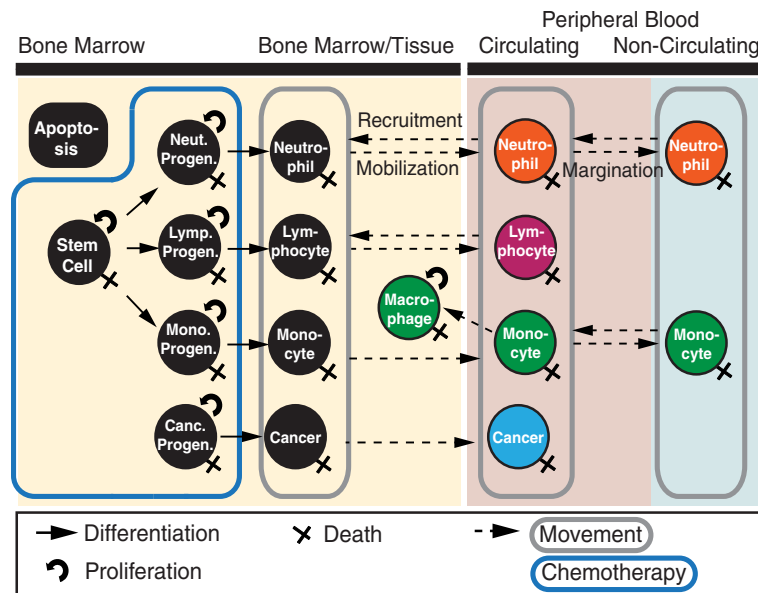 Peripheral Blood
Bone Marrow
Bone Marrow/Tissue
Circulating
Non-Circulating
Apopto-
sis
Neut.
Progen.
Neutro-
phil
Recruitment
Mobilization
Neutro-
phil
Margination
Neutro-
phil
Stem
Cell
Lymp.
Progen.
Lym-
phocyte
Lym-
phocyte
Macro-
phage
Mono.
Progen.
Mono-
cyte
Mono-
cyte
Mono-
cyte
Canc.
Progen.
Cancer
Cancer
Differentiation
Death
Movement
Proliferation
Chemotherapy